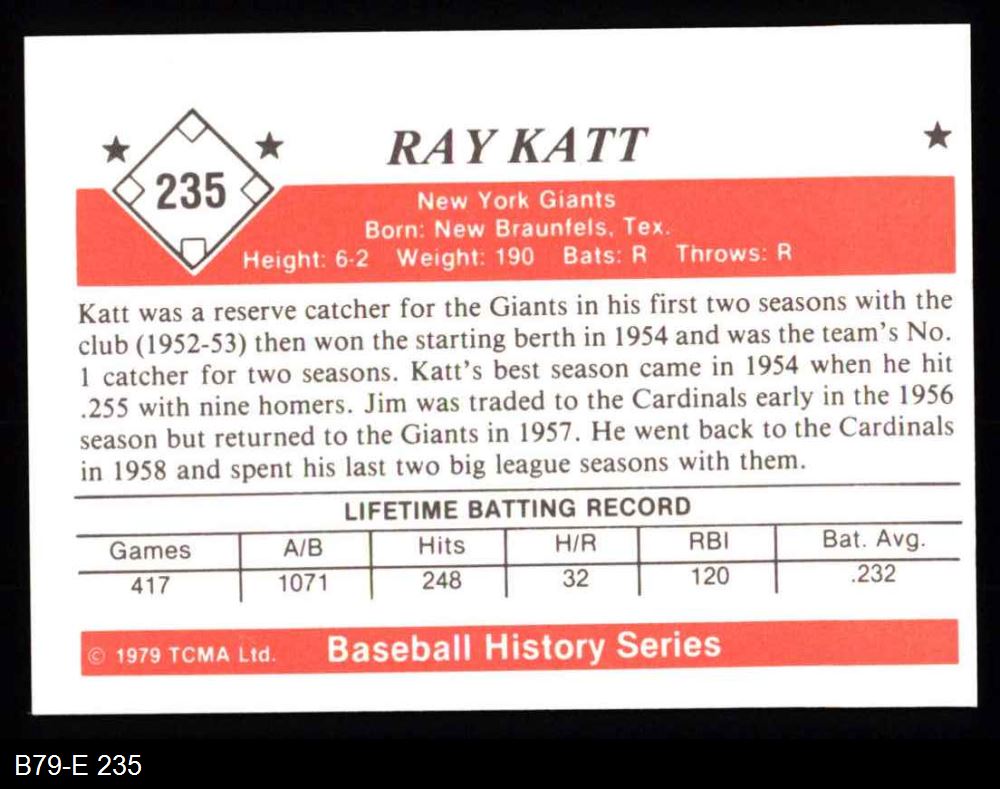 235
RAY KATT
New York Giants
Born: New Braunfels, Tex.
Height: 6-2 Weight: 190 Bats: R Throws: R
Katt was a reserve catcher for the Giants in his first two seasons with the
club (1952-53) then won the starting berth in 1954 and was the team's No.
1 catcher for two seasons. Katt's best season came in 1954 when he hit
.255 with nine homers. Jim was traded to the Cardinals early in the 1956
season but returned to the Giants in 1957. He went back to the Cardinals
in 1958 and spent his last two big league seasons with them.
LIFETIME BATTING RECORD
Games A/B Hits H/R RBI Bat. Avg.
417 1071 248 32 120 .232
© 1979 TCMA Ltd. Baseball History Series
B79-E 235